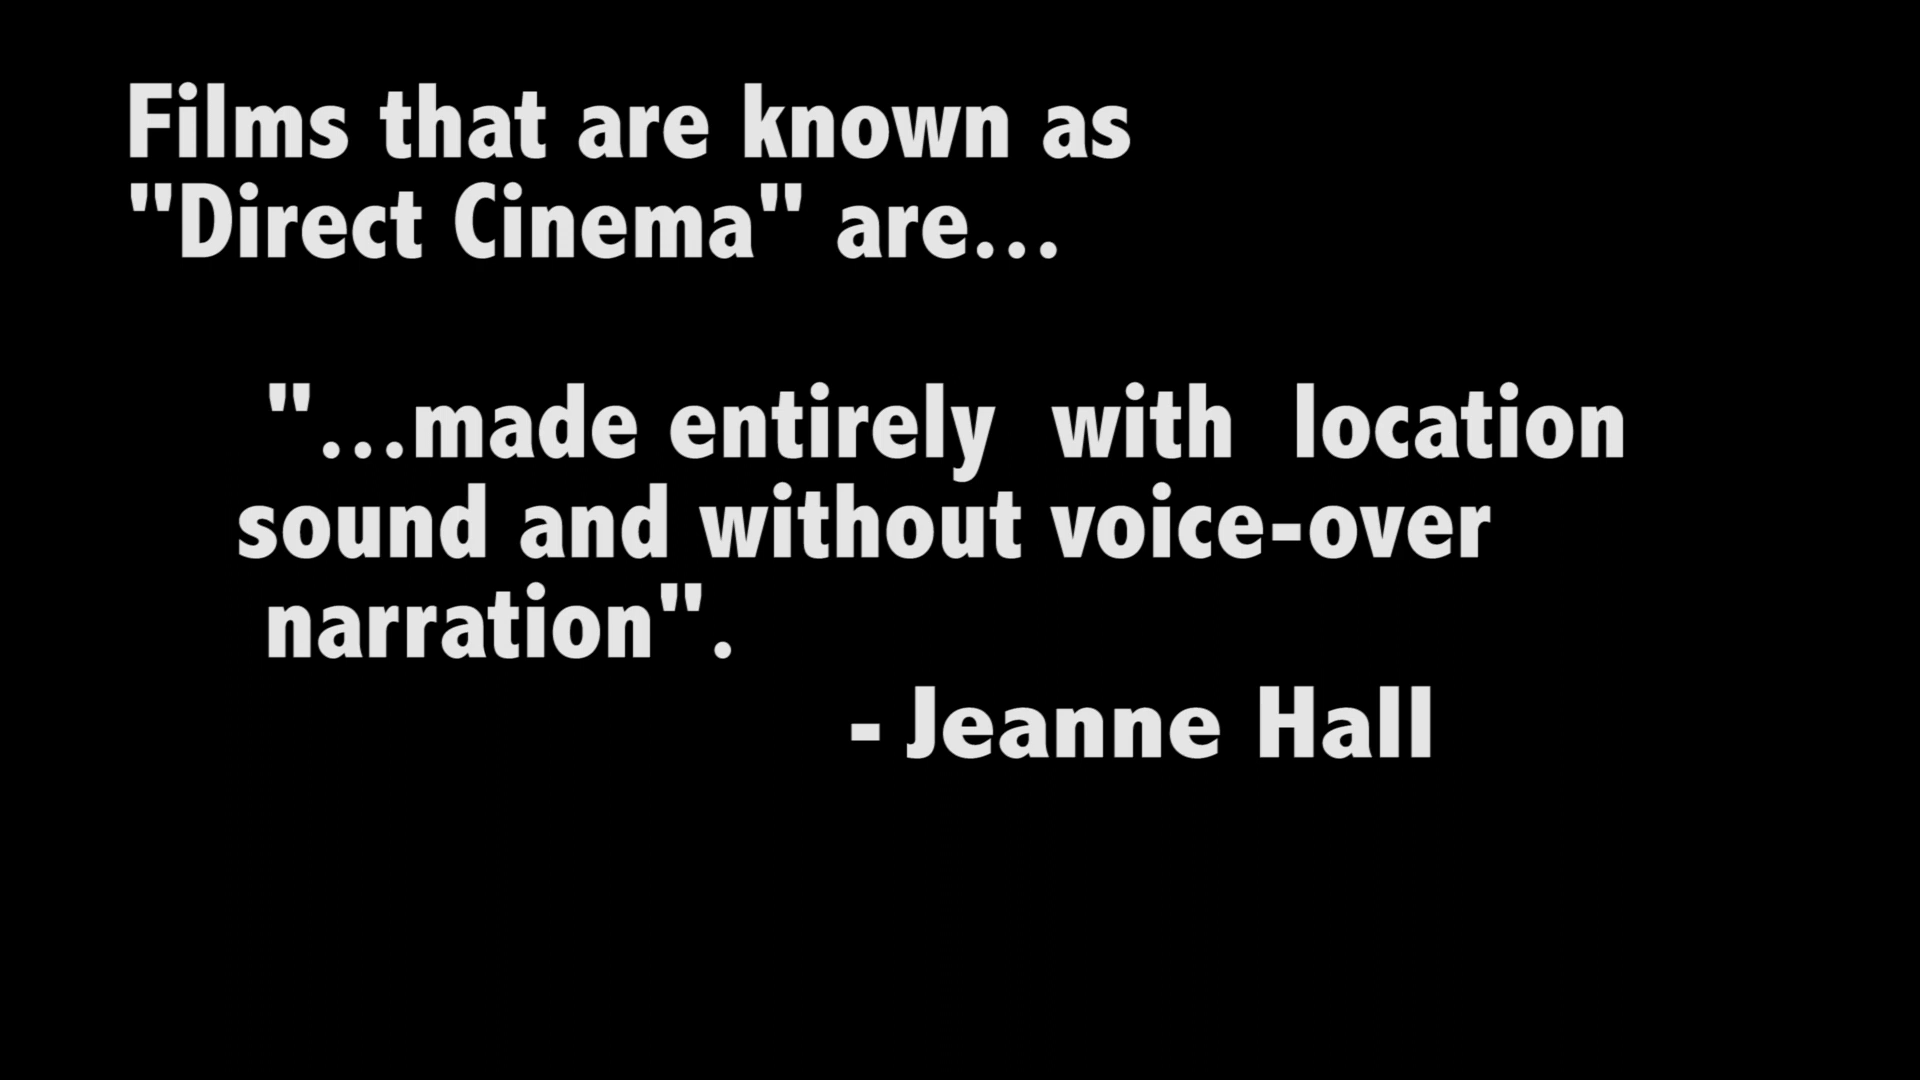 Films that are known as
"Direct Cinema" are...
"...made entirely with location
sound and without voice-over
narration".
- Jeanne Hall